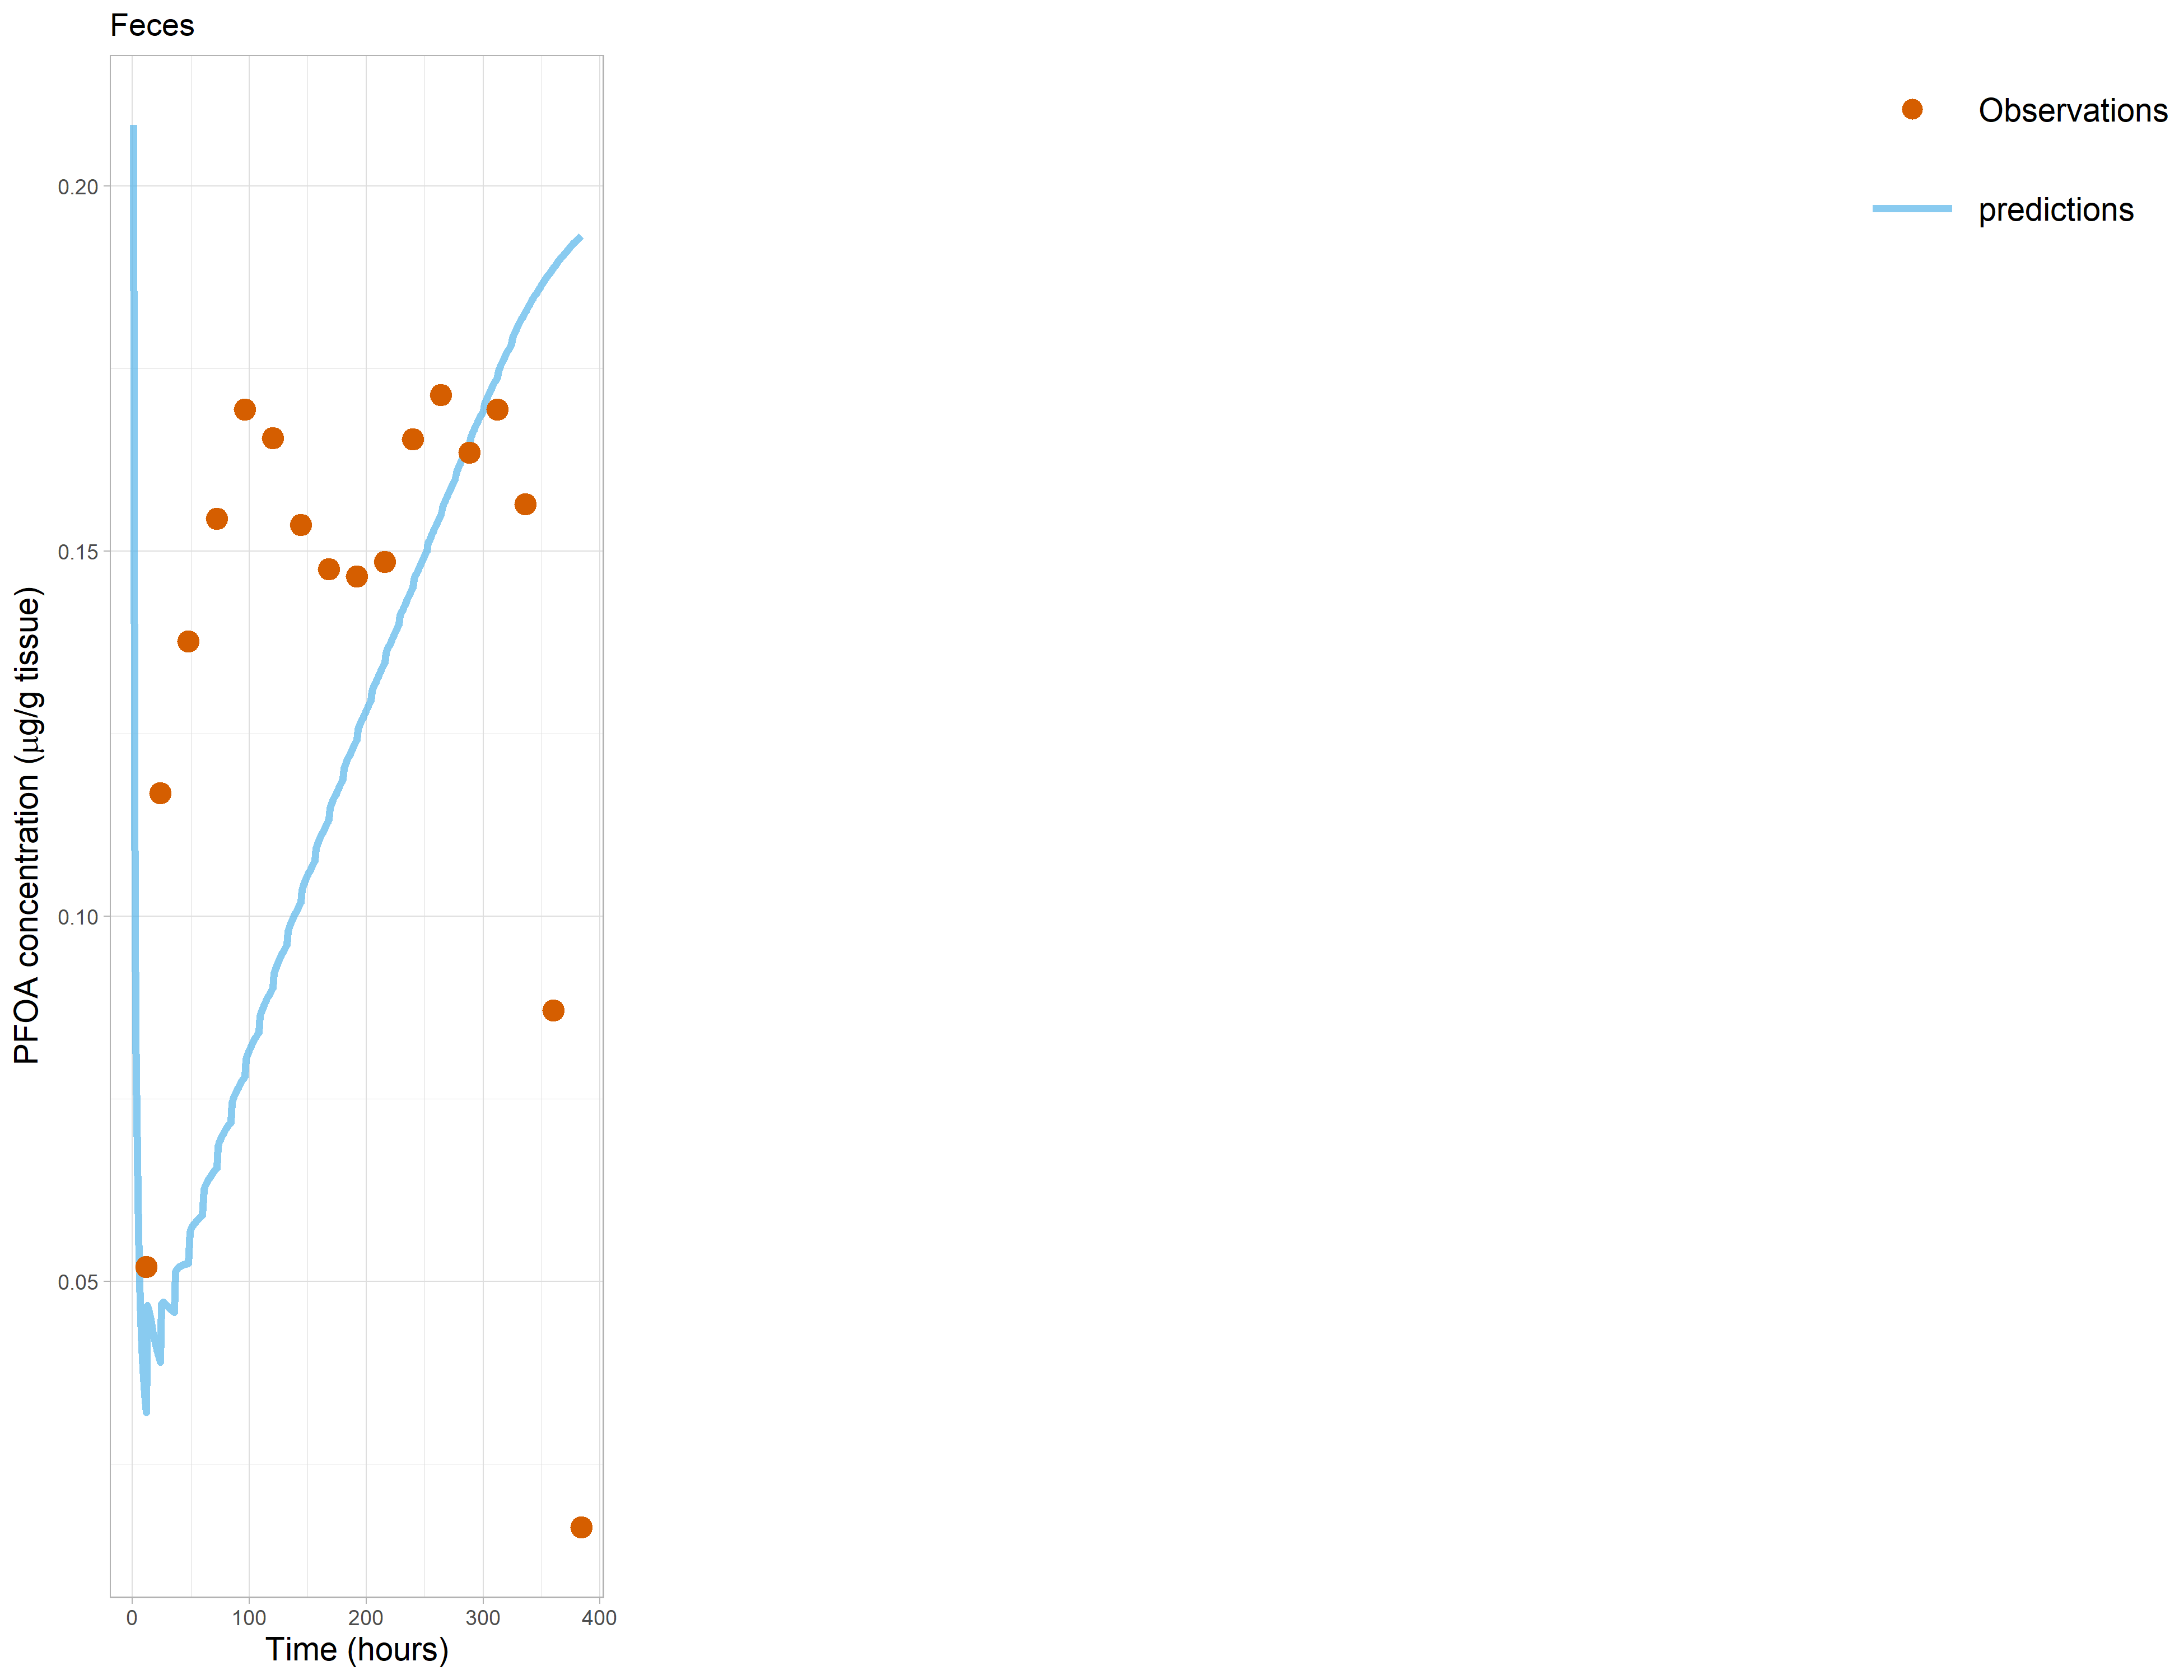 Feces
Observations
predictions
0.20
0.15
0.10
0.05
PFOA concentration (μg/g tissue)
0 100 200 300 400
Time (hours)